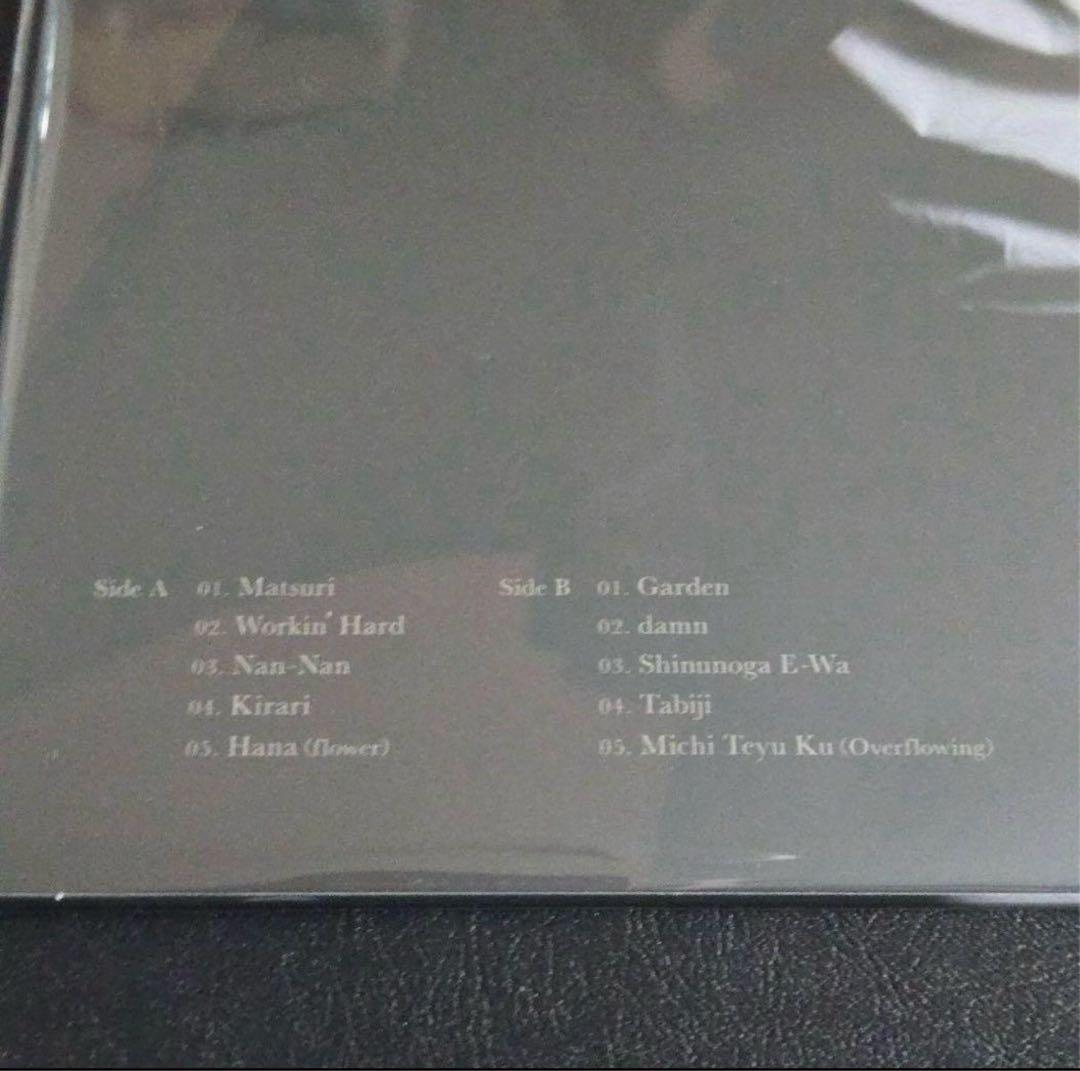 Side A 01. Matsuri
02. Workin' Hard
03. Nan-Nan
04. Kirari
05. Hana (flower)
Side B 01. Garden
02. damn
03. Shinunoga E-Wa
04. Tabiji
05. Michi Teyu Ku (Overflowing)